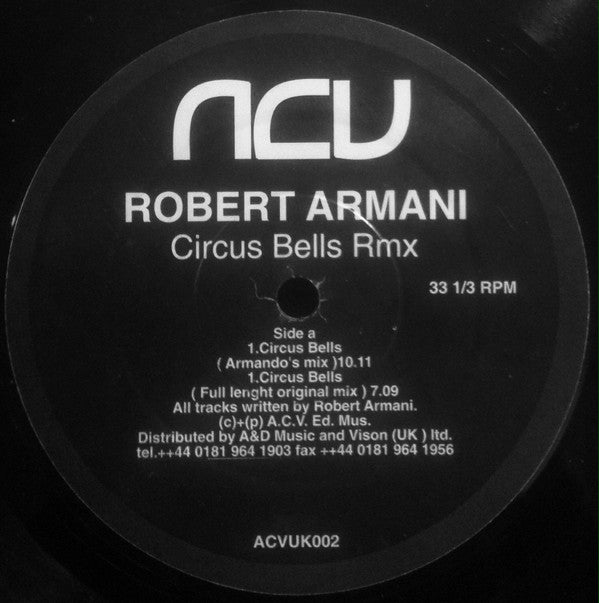 ACV
ROBERT ARMANI
Circus Bells Rmx
33 1/3 RPM
Side a
1.Circus Bells
( Armando's mix )10.11
1.Circus Bells
( Full lenght original mix ) 7.09
All tracks written by Robert Armani.
(c)+(p) A.C.V. Ed. Mus.
Distributed by A&D Music and Vison (UK ) ltd.
tel.++44 0181 964 1903 fax ++44 0181 964 1956
ACVUK002